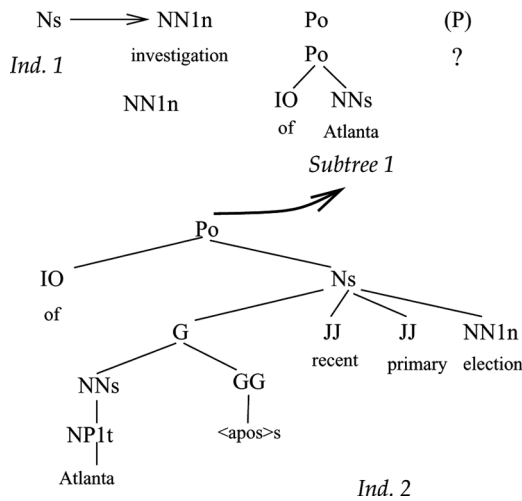 Ns NN1n Po (P)
Ind. 1 investigation Po ?
NN1n IO NNs
of Atlanta
Subtree 1
Po
IO Ns
of
G JJ JJ NN1n
recent primary election
NNs GG
NP1t <apos>s
Atlanta
Ind. 2